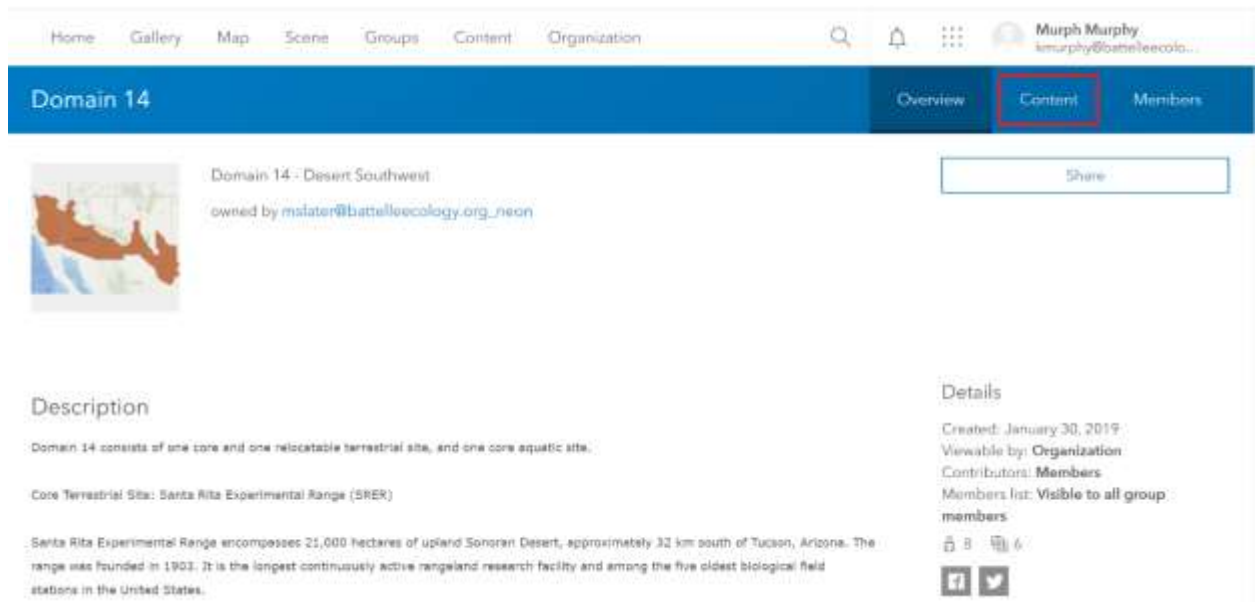 Home Gallery Map Scene Groups Content Organization
Murph Murphy
kmurphy@battelleecolo...
Domain 14
Overview Content Members
Domain 14 - Desert Southwest
owned by mslater@battelleecology.org_neon
Share
Description
Domain 14 consists of one core and one relocatable terrestrial site, and one core aquatic site.
Core Terrestrial Site: Santa Rita Experimental Range (SRER)
Santa Rita Experimental Range encompasses 21,000 hectares of upland Sonoran Desert, approximately 32 km south of Tucson, Arizona. The
range was founded in 1903. It is the longest continuously active rangeland research facility and among the five oldest biological field
stations in the United States.
Details
Created: January 30, 2019
Viewable by: Organization
Contributors: Members
Members list: Visible to all group
members
8 6